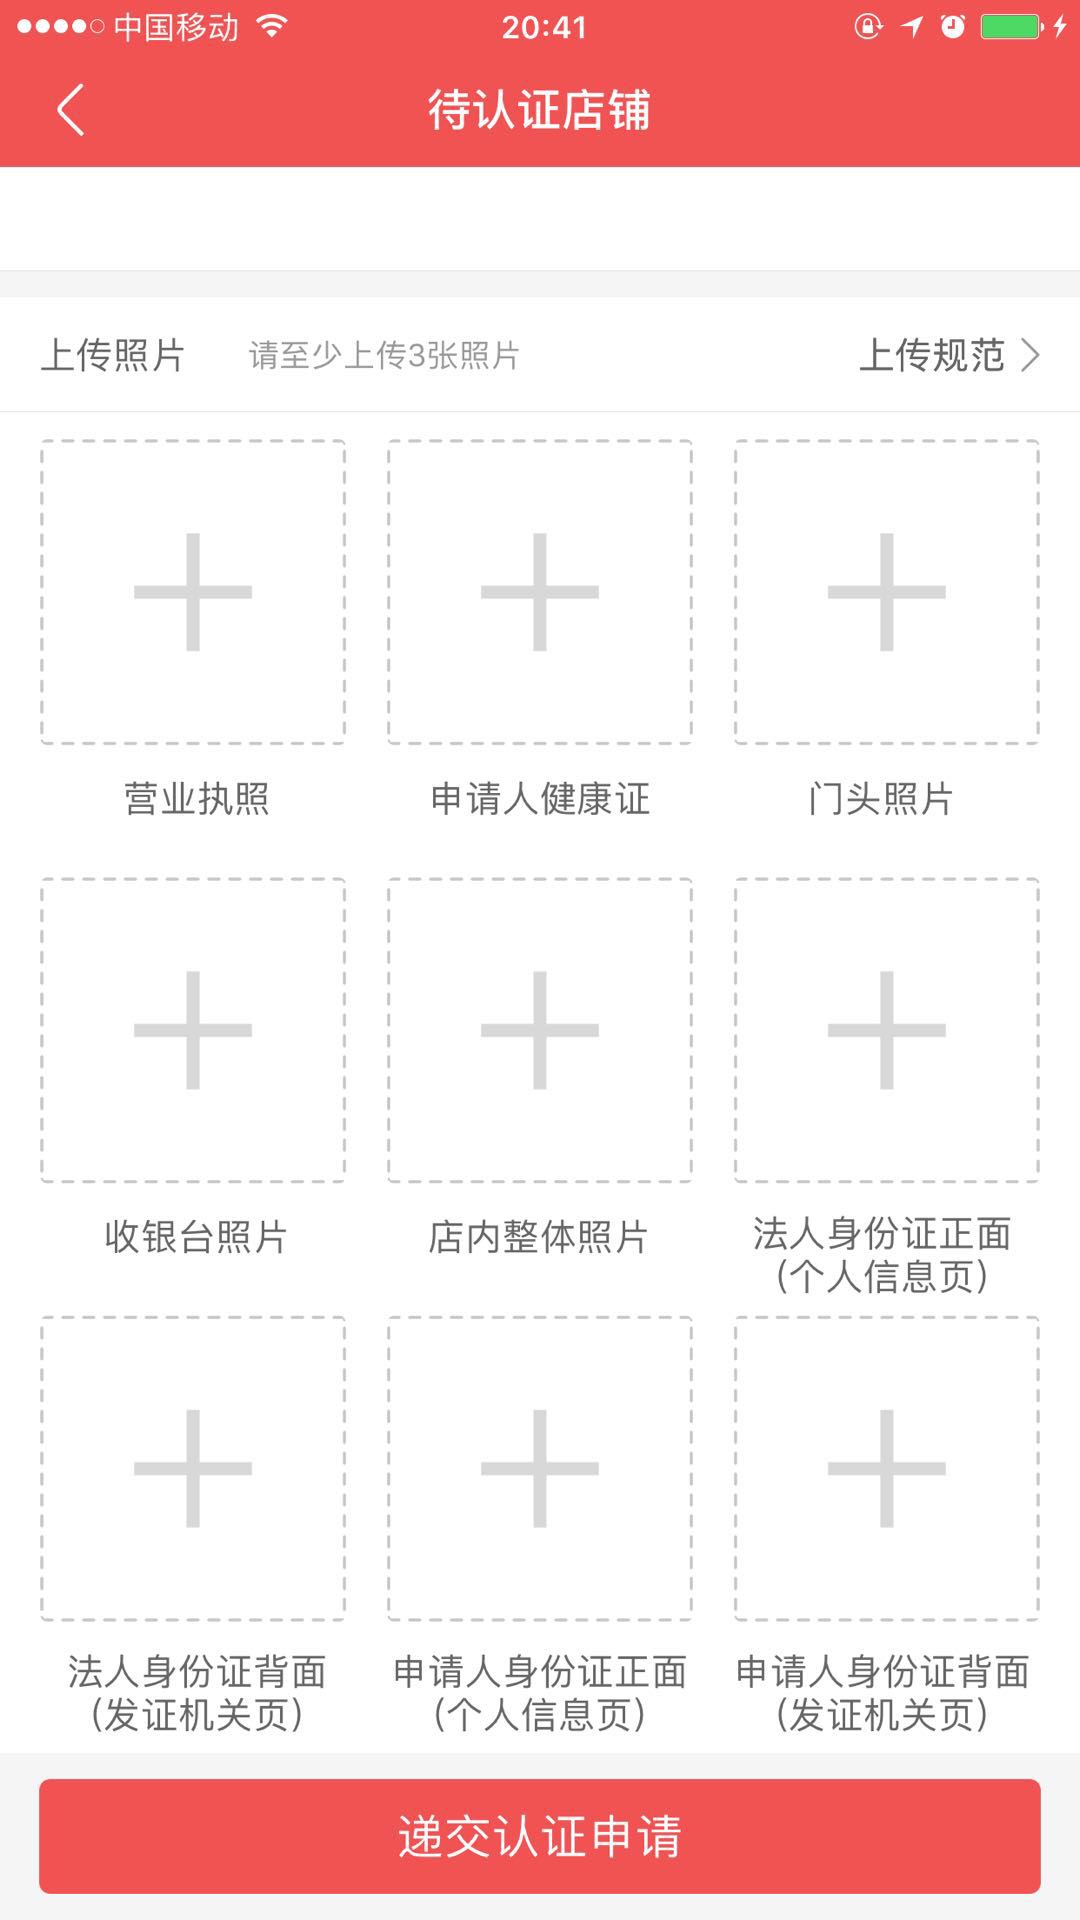 中国移动 20:41
待认证店铺
上传照片 请至少上传3张照片 上传规范
营业执照 申请人健康证 门头照片
收银台照片 店内整体照片 法人身份证正面
(个人信息页)
法人身份证背面 申请人身份证正面 申请人身份证背面
(发证机关页) (个人信息页) (发证机关页)
递交认证申请